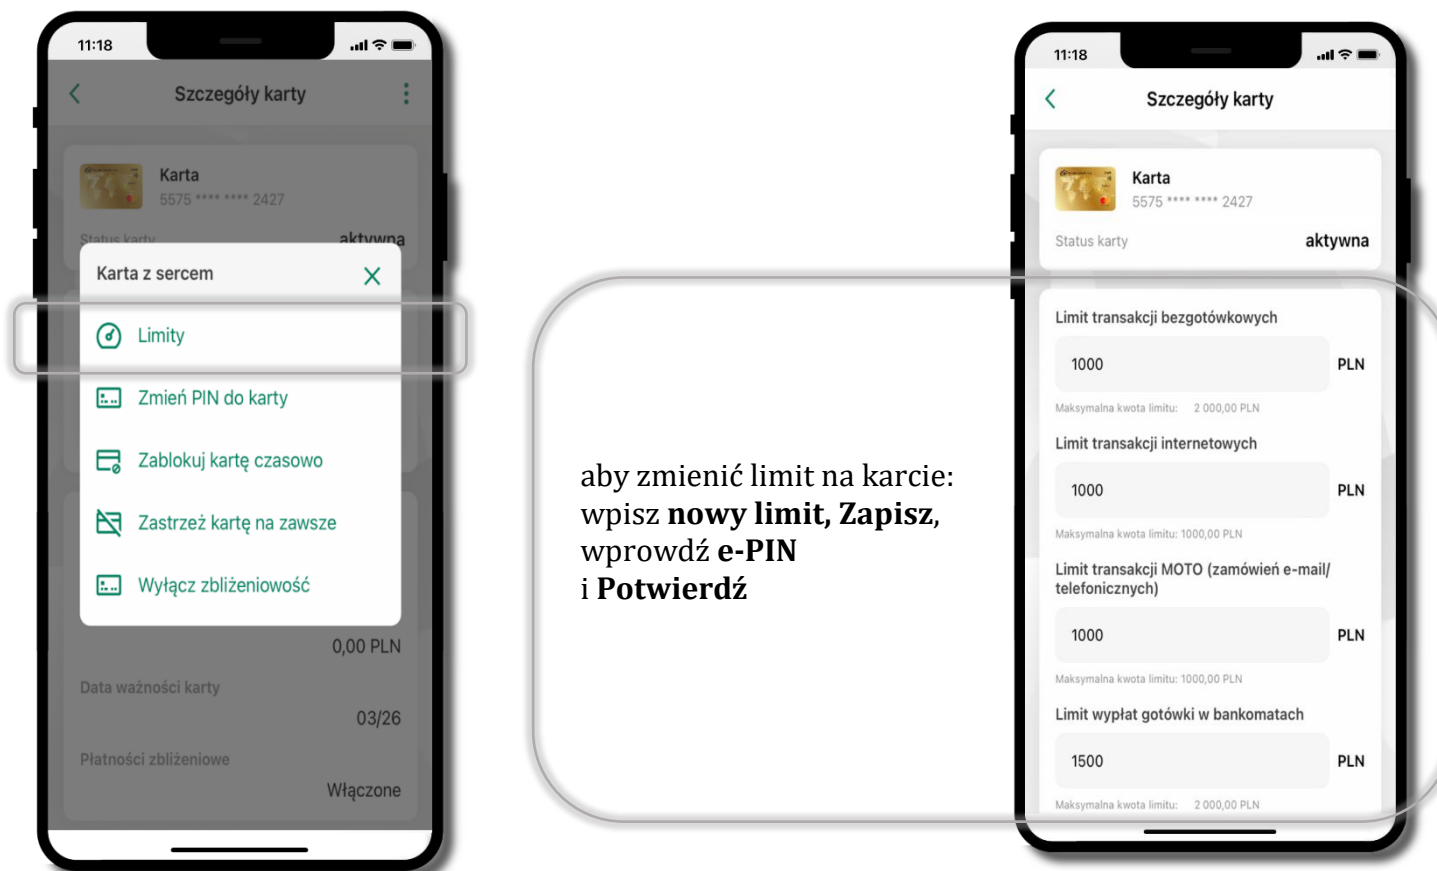 11:18
Szczegóły karty
Karta
5575 **** **** 2427
Status karty
aktywna
Karta z sercem
Limity
Zmień PIN do karty
Zablokuj kartę czasowo
Zastrzeż kartę na zawsze
Wyłącz zbliżeniowość
0,00 PLN
Data ważności karty
03/26
Płatności zbliżeniowe
Włączone
aby zmienić limit na karcie:
wpisz nowy limit, Zapisz,
wprowdź e-PIN
i Potwierdź
11:18
Szczegóły karty
Karta
5575 **** **** 2427
Status karty
aktywna
Limit transakcji bezgotówkowych
1000 PLN
Maksymalna kwota limitu: 2 000,00 PLN
Limit transakcji internetowych
1000 PLN
Maksymalna kwota limitu: 1000,00 PLN
Limit transakcji MOTO (zamówień e-mail/
telefonicznych)
1000 PLN
Maksymalna kwota limitu: 1000,00 PLN
Limit wypłat gotówki w bankomatach
1500 PLN
Maksymalna kwota limitu: 2 000,00 PLN